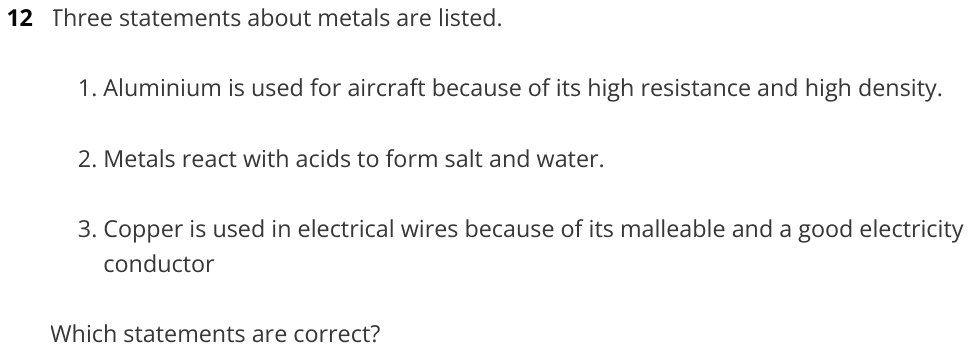 12 Three statements about metals are listed.
1. Aluminium is used for aircraft because of its high resistance and high density.
2. Metals react with acids to form salt and water.
3. Copper is used in electrical wires because of its malleable and a good electricity
conductor
Which statements are correct?